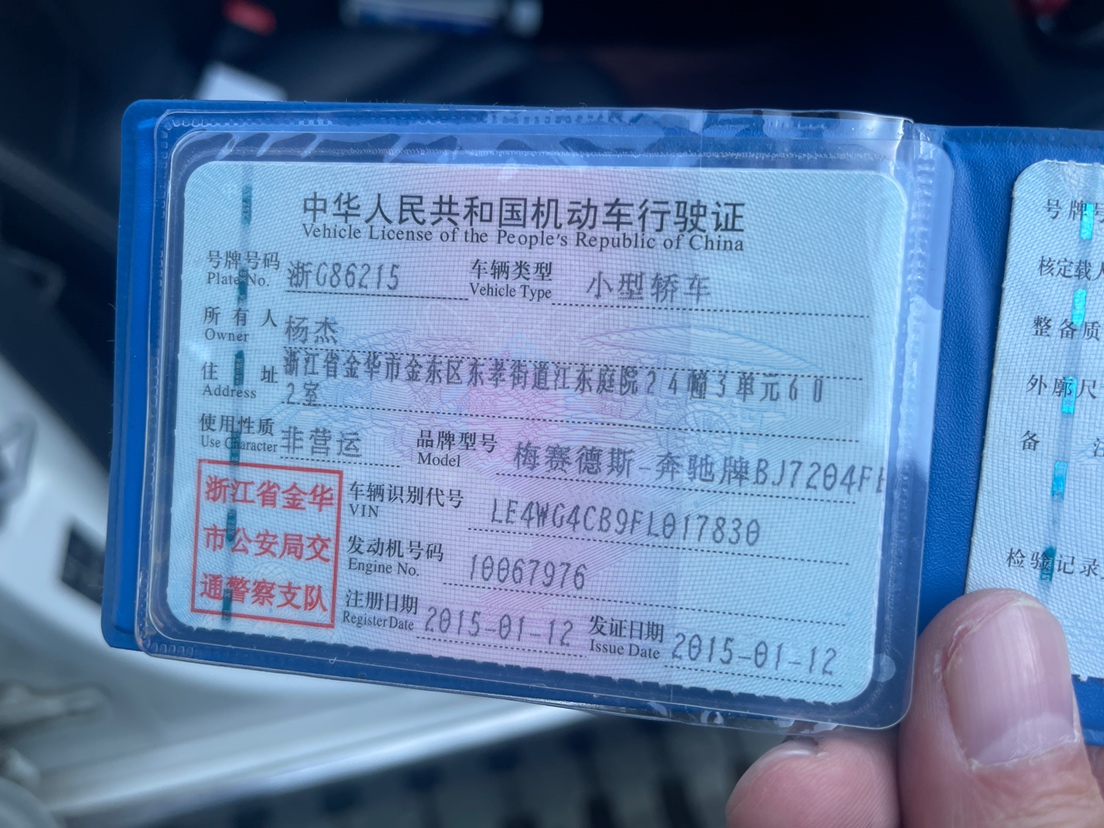 中华人民共和国机动车行驶证
Vehicle License of the People's Republic of China
号牌号码 浙G86215 车辆类型 小型轿车
Plate No. Vehicle Type
所有人 杨杰
Owner
住址 浙江省金华市金东区东孝街道江东庭院24幢3单元60
Address 2室
使用性质 非营运 品牌型号 梅赛德斯-奔驰牌BJ7204F
Use Character Model
浙江省金华
市公安局交
通警察支队
车辆识别代号 LE4WG4CB9FL017830
VIN
发动机号码 10067976
Engine No.
注册日期 2015-01-12 发证日期 2015-01-12
Register Date Issue Date
号牌号
核定载人
整备质
外廓尺
备 注
检验记录